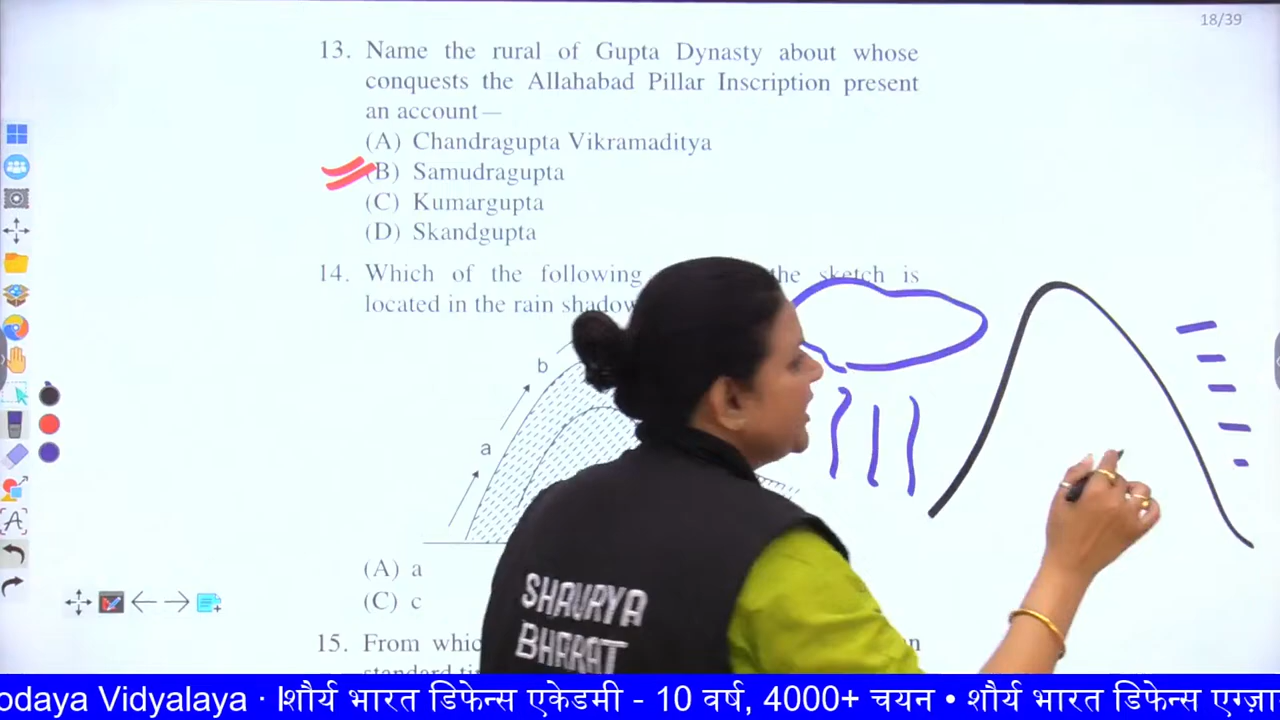 18/39
13. Name the rural of Gupta Dynasty about whose
conquests the Allahabad Pillar Inscription present
an account—
(A) Chandragupta Vikramaditya
(B) Samudragupta
(C) Kumargupta
(D) Skandgupta
14. Which of the following the sketch is
located in the rain shadow
b
a
(A) a
(C) c
15. From which
standard
SHAURYA
BHARAT
odaya Vidyalaya · शौर्य भारत डिफेन्स एकेडमी - 10 वर्ष, 4000+ चयन • शौर्य भारत डिफेन्स एग्ज़ा